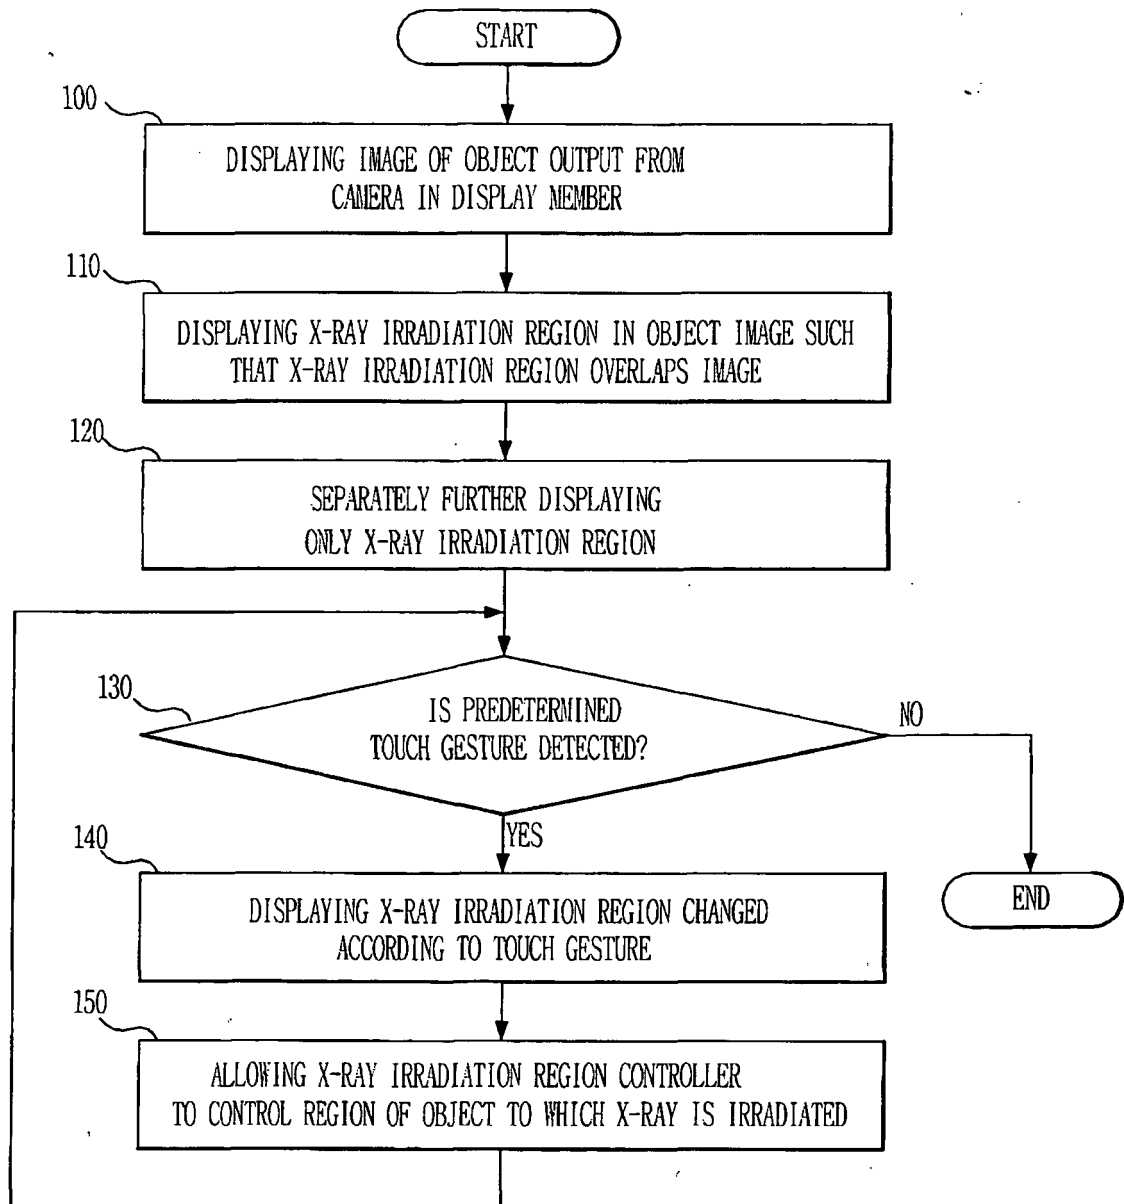 START
100
DISPLAYING IMAGE OF OBJECT OUTPUT FROM
CAMERA IN DISPLAY MEMBER
110
DISPLAYING X-RAY IRRADIATION REGION IN OBJECT IMAGE SUCH
THAT X-RAY IRRADIATION REGION OVERLAPS IMAGE
120
SEPARATELY FURTHER DISPLAYING
ONLY X-RAY IRRADIATION REGION
130
IS PREDETERMINED
TOUCH GESTURE DETECTED?
NO
YES
140
DISPLAYING X-RAY IRRADIATION REGION CHANGED
ACCORDING TO TOUCH GESTURE
END
150
ALLOWING X-RAY IRRADIATION REGION CONTROLLER
TO CONTROL REGION OF OBJECT TO WHICH X-RAY IS IRRADIATED